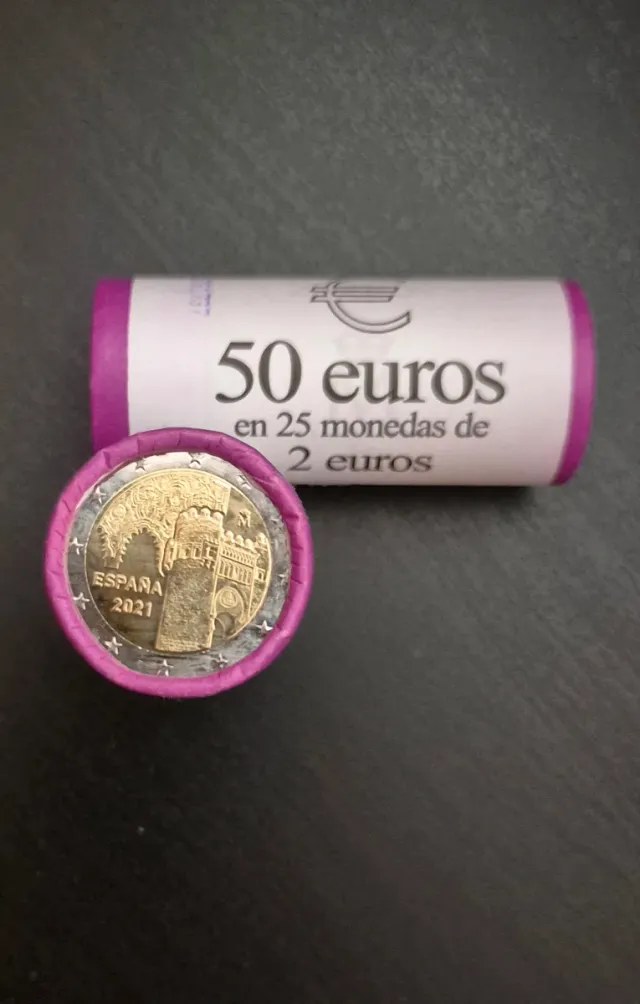 €
50 euros
en 25 monedas de
2 euros
M
ESPAÑA
2021